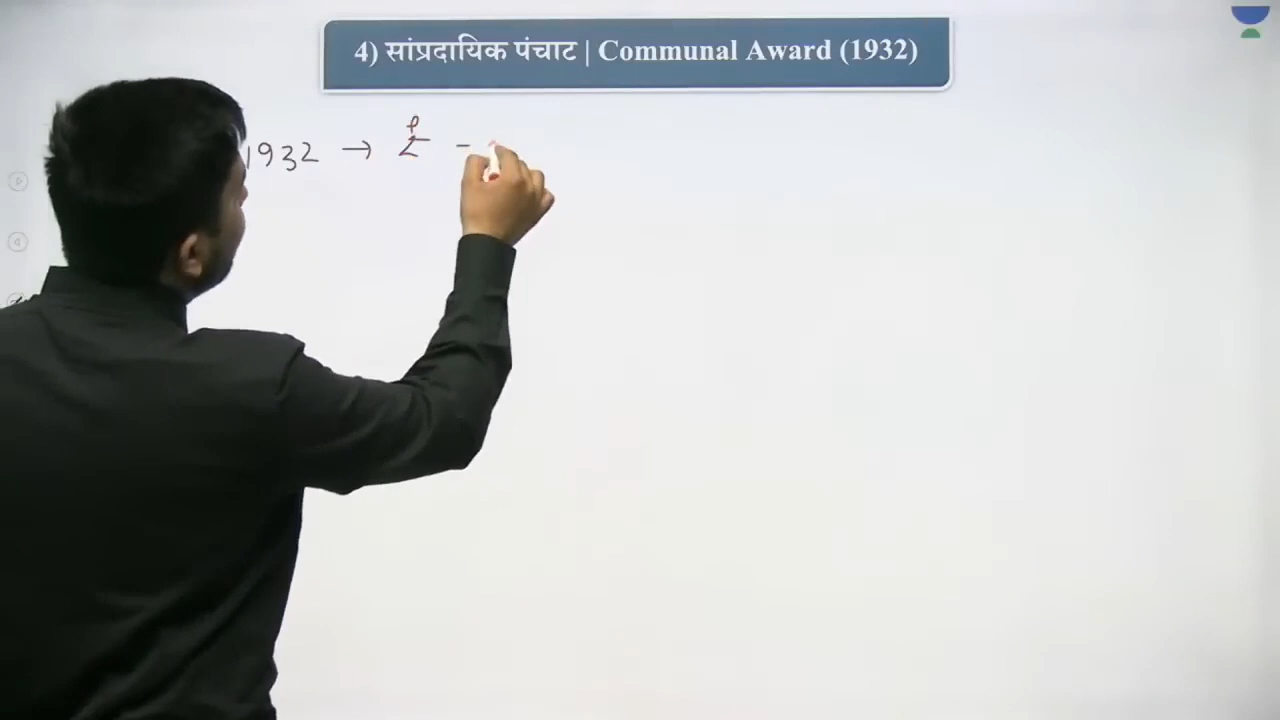 4) सांप्रदायिक पंचाट | Communal Award (1932)
1932 →